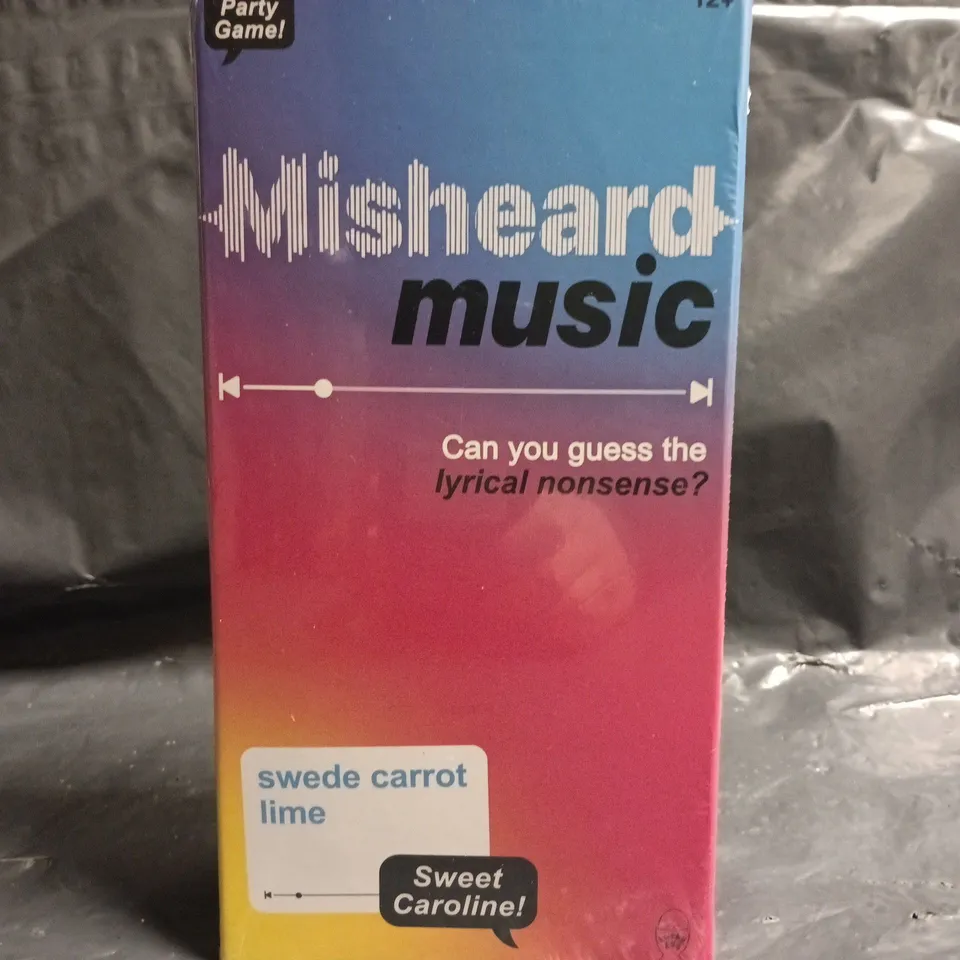 Party
Game!
12+
Misheard
music
Can you guess the
lyrical nonsense?
swede carrot
lime
Sweet
Caroline!